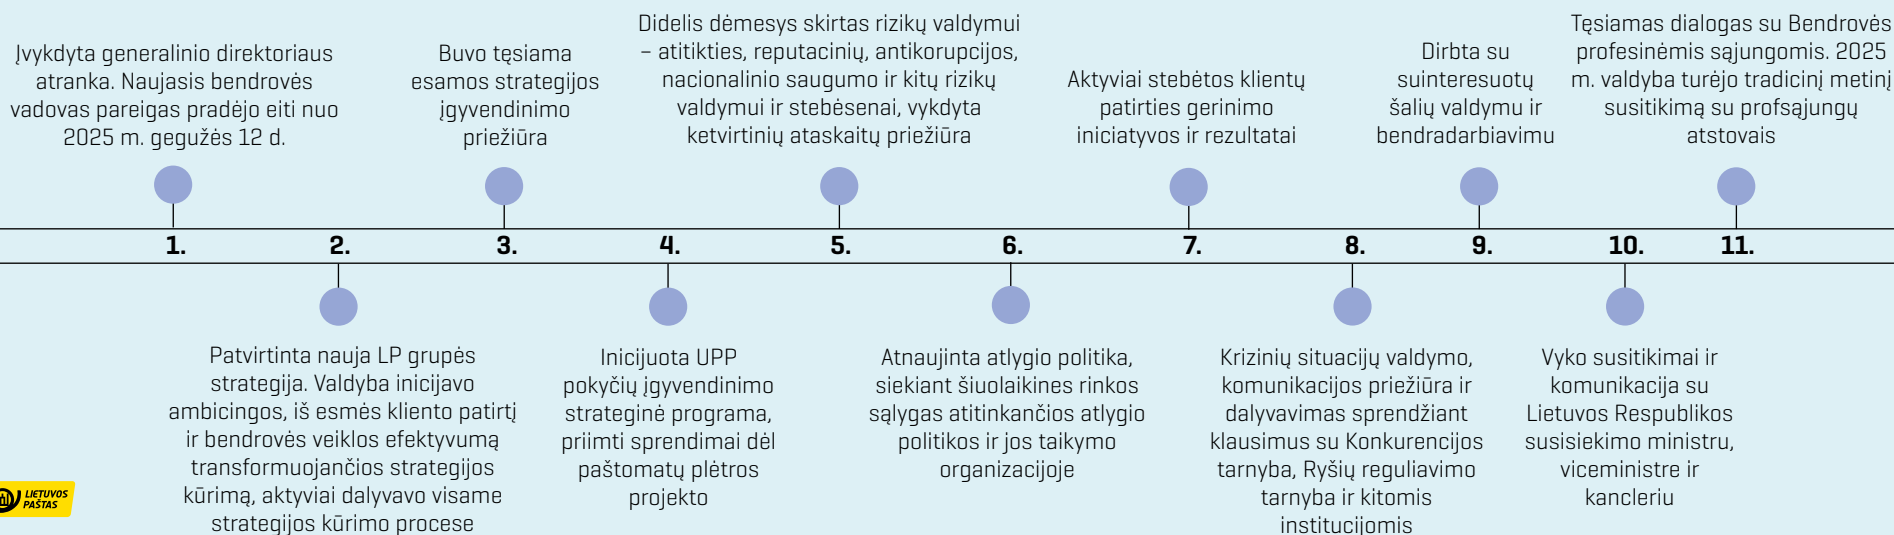 Įvykdyta generalinio direktoriaus
atranka. Naujasis bendrovės
vadovas pareigas pradėjo eiti nuo
2025 m. gegužės 12 d.
Buvo tęsiama
esamos strategijos
įgyvendinimo
priežiūra
Didelis dėmesys skirtas rizikų valdymui
– atitikties, reputacinių, antikorupcijos,
nacionalinio saugumo ir kitų rizikų
valdymui ir stebėsenai, vykdyta
ketvirtinių ataskaitų priežiūra
Aktyviai stebėtos klientų
patirties gerinimo
iniciatyvos ir rezultatai
Dirbta su
suinteresuotų
šalių valdymu ir
bendradarbiavimu
Tęsiamas dialogas su Bendrovės
profesinėmis sąjungomis. 2025
m. valdyba turėjo tradicinį metinį
susitikimą su profsąjungų
atstovais
1. 2. 3. 4. 5. 6. 7. 8. 9. 10. 11.
Patvirtinta nauja LP grupės
strategija. Valdyba inicijavo
ambicingos, iš esmės kliento patirtį
ir bendrovės veiklos efektyvumą
transformuojančios strategijos
kūrimą, aktyviai dalyvavo visame
strategijos kūrimo procese
Inicijuota UPP
pokyčių įgyvendinimo
strateginė programa,
priimti sprendimai dėl
paštomatų plėtros
projekto
Atnaujinta atlygio politika,
siekiant šiuolaikines rinkos
sąlygas atitinkančios atlygio
politikos ir jos taikymo
organizacijoje
Krizinių situacijų valdymo,
komunikacijos priežiūra ir
dalyvavimas sprendžiant
klausimus su Konkurencijos
tarnyba, Ryšių reguliavimo
tarnyba ir kitomis
institucijomis
Vyko susitikimai ir
komunikacija su
Lietuvos Respublikos
susisiekimo ministru,
viceministre ir
kancleriu
LIETUVOS
PAŠTAS